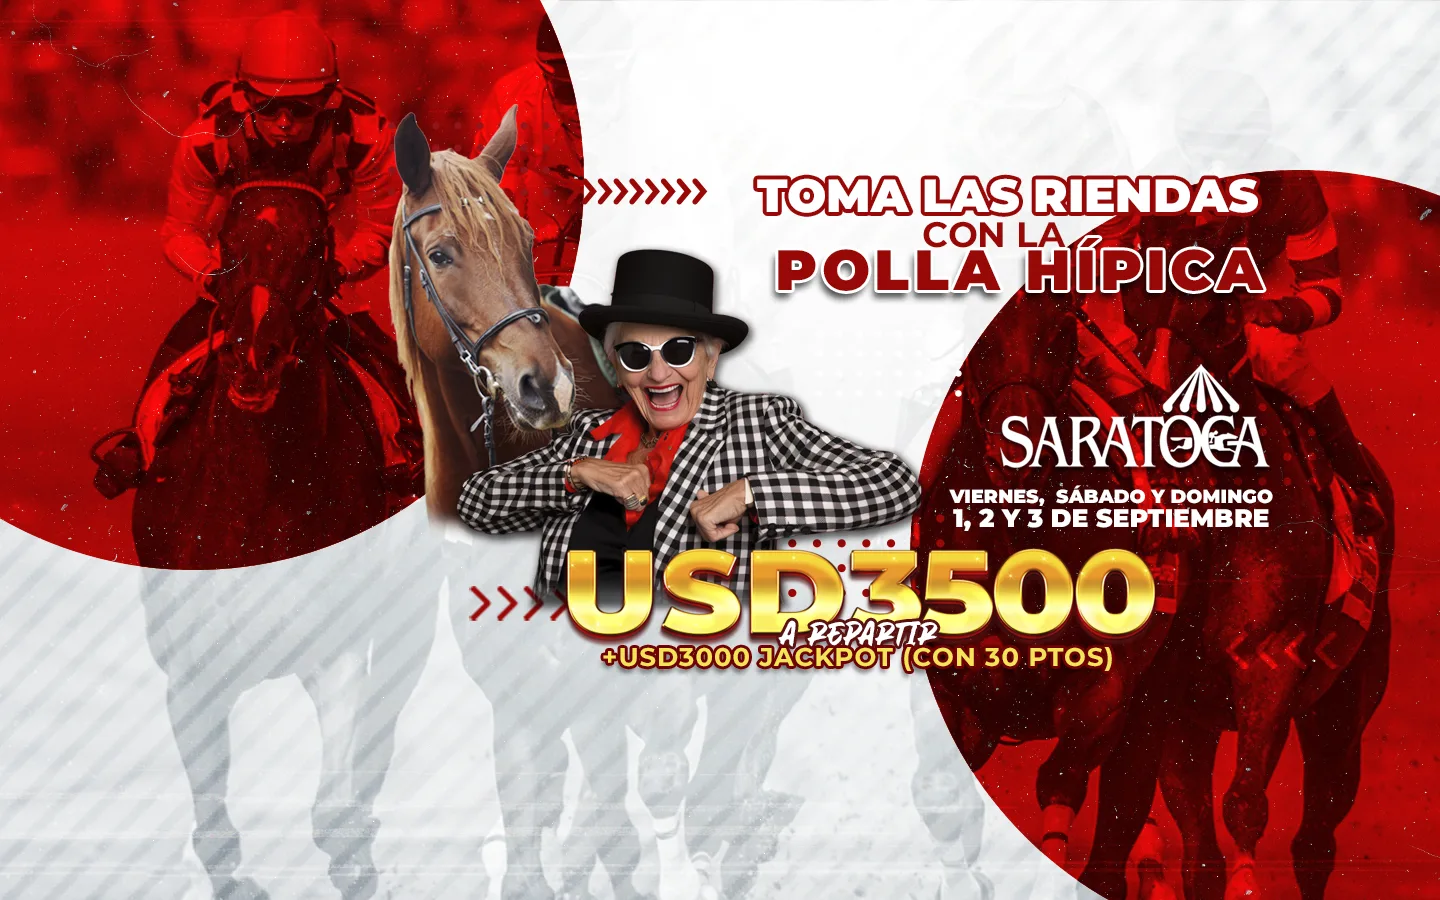 TOMA LAS RIENDAS
CON LA
POLLA HÍPICA
SARATOGA
VIERNES, SÁBADO Y DOMINGO
1, 2 Y 3 DE SEPTIEMBRE
USD3500
A REPARTIR
+USD3000 JACKPOT (CON 30 PTOS)